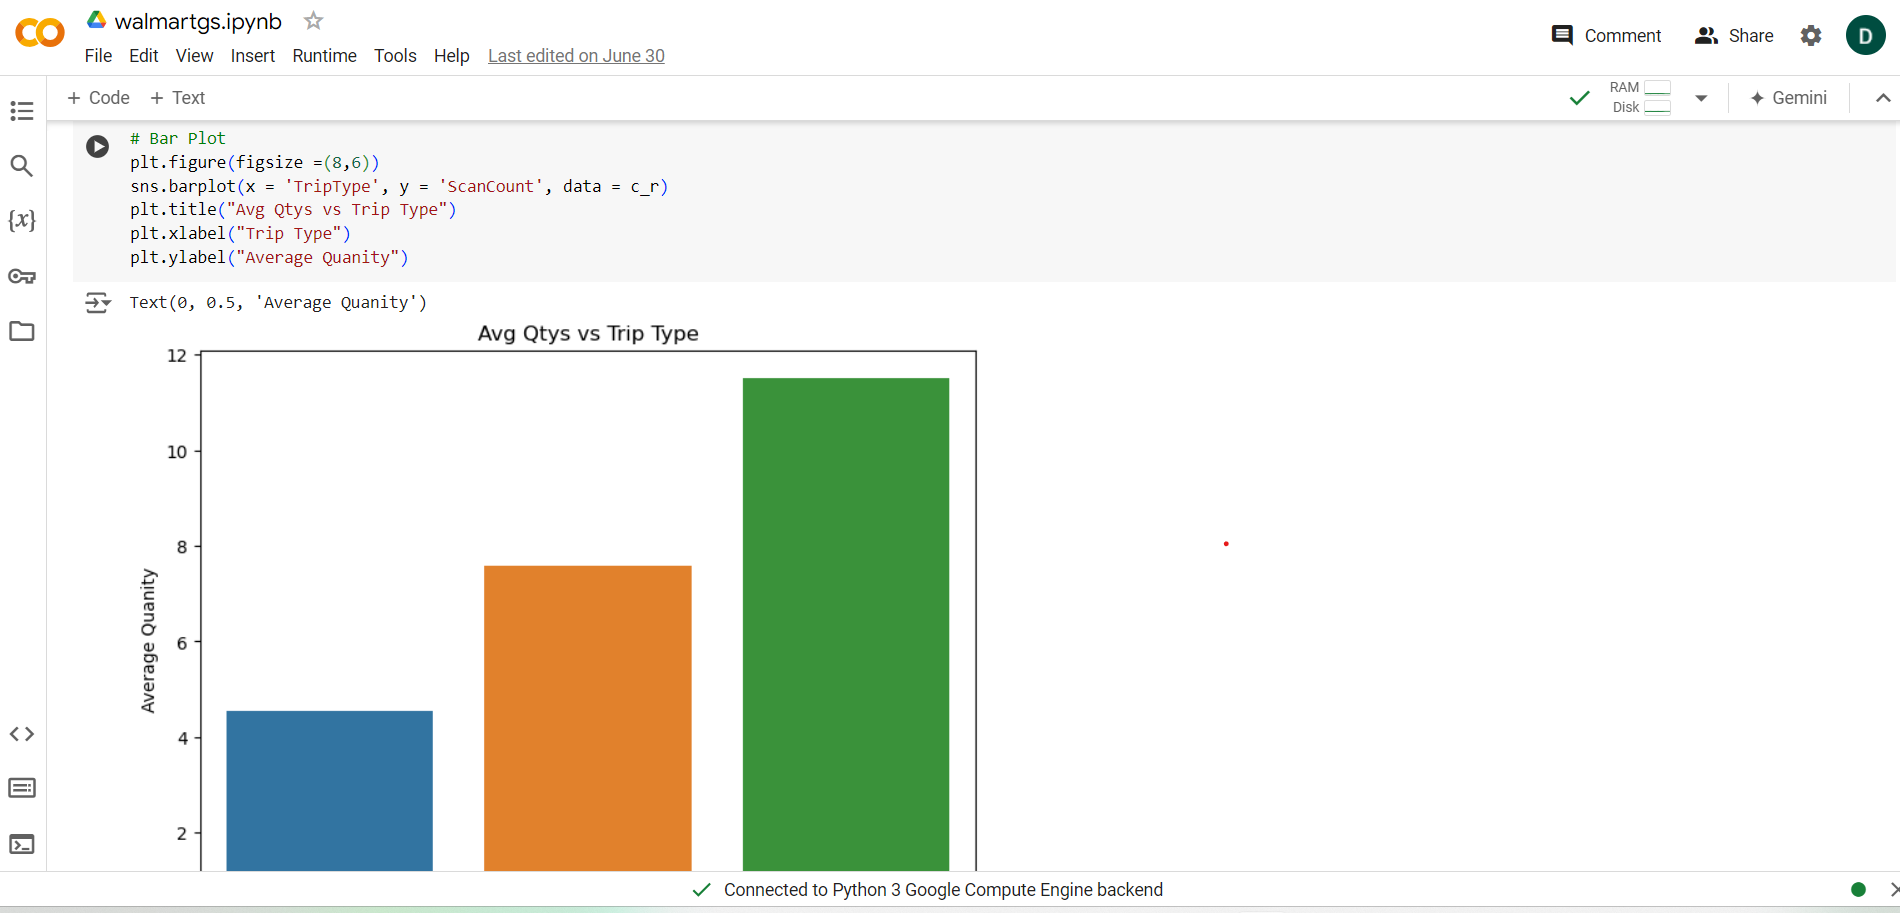 walmartgs.ipynb
File Edit View Insert Runtime Tools Help Last edited on June 30
Comment Share D
+ Code + Text
RAM
Disk
Gemini
# Bar Plot
plt.figure(figsize =(8,6))
sns.barplot(x = 'TripType', y = 'ScanCount', data = c_r)
plt.title("Avg Qtys vs Trip Type")
plt.xlabel("Trip Type")
plt.ylabel("Average Quanity")
{x}
Text(0, 0.5, 'Average Quanity')
Avg Qtys vs Trip Type
12
10
8
6
4
2
Average Quanity
Connected to Python 3 Google Compute Engine backend